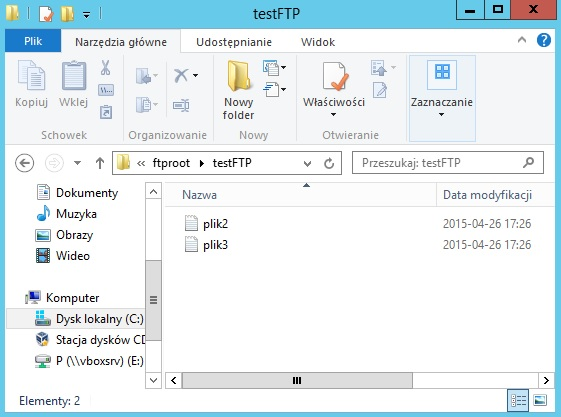 testFTP
Plik Narzędzia główne Udostępnianie Widok
Kopiuj Wklej Nowy folder Właściwości Zaznaczanie
Schowek Organizowanie Nowy Otwieranie
ftproot testFTP Przeszukaj: testFTP
Nazwa Data modyfikacji
Dokumenty
Muzyka
Obrazy
Wideo
plik2 2015-04-26 17:26
plik3 2015-04-26 17:26
Komputer
Dysk lokalny (C:)
Stacja dysków CD
P (\\vboxsrv) (E:)
Elementy: 2